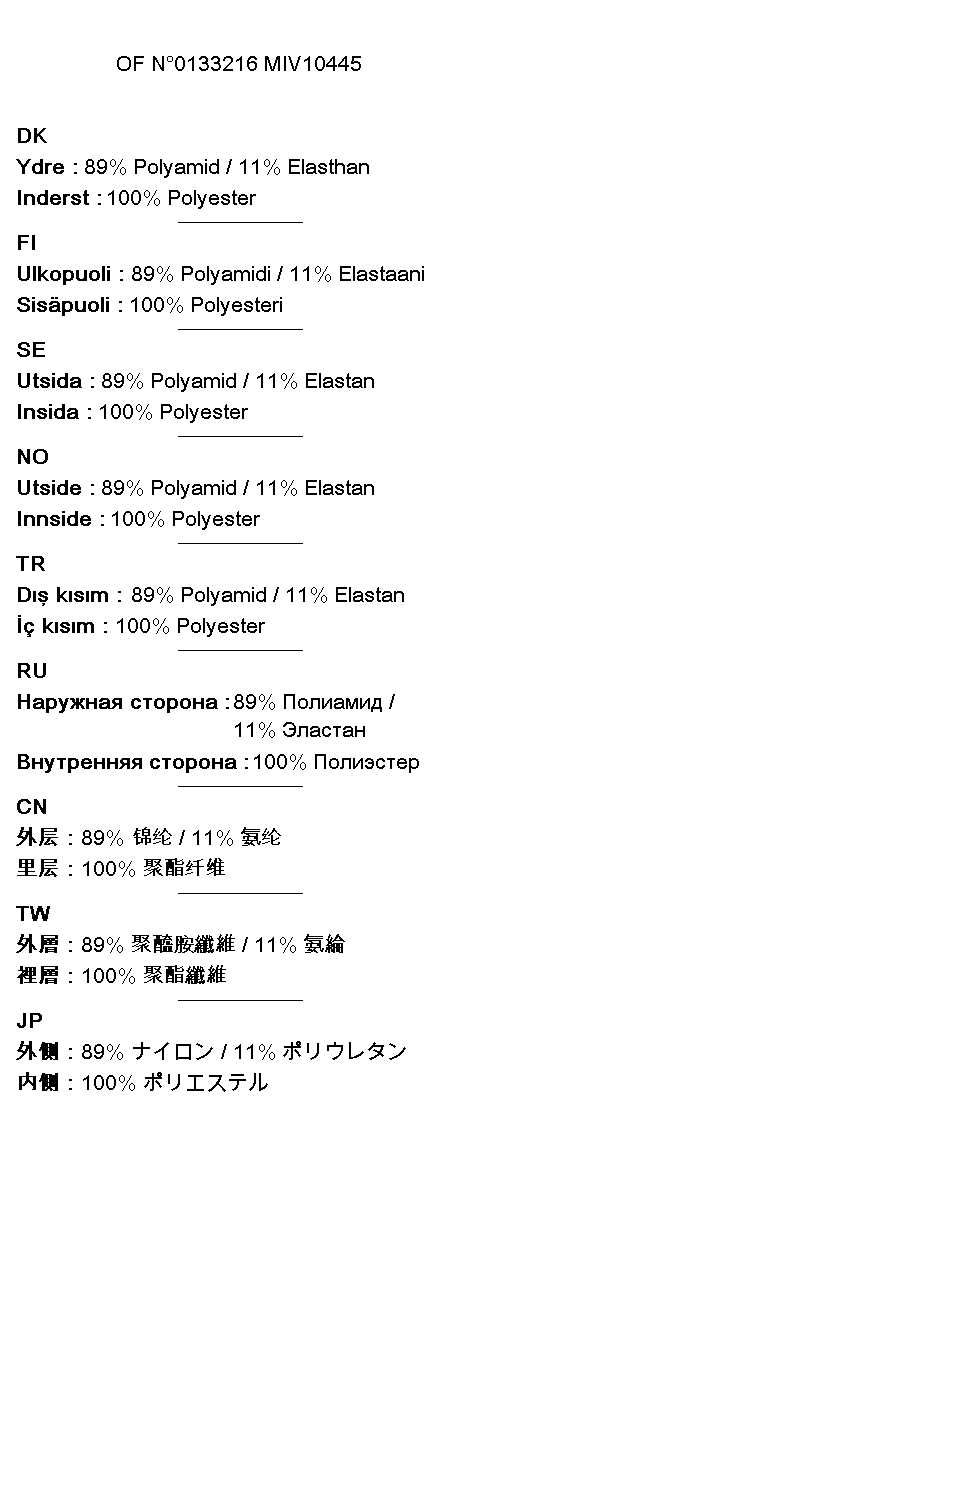 OF N°0133216 MIV10445
DK
Ydre : 89% Polyamid / 11% Elasthan
Inderst : 100% Polyester
FI
Ulkopuoli : 89% Polyamidi / 11% Elastaani
Sisäpuoli : 100% Polyesteri
SE
Utsida : 89% Polyamid / 11% Elastan
Insida : 100% Polyester
NO
Utside : 89% Polyamid / 11% Elastan
Innside : 100% Polyester
TR
Dış kısım : 89% Polyamid / 11% Elastan
İç kısım : 100% Polyester
RU
Наружная сторона : 89% Полиамид /
11% Эластан
Внутренняя сторона : 100% Полиэстер
CN
外层 : 89% 锦纶 / 11% 氨纶
里层 : 100% 聚酯纤维
TW
外層 : 89% 聚醯胺纖維 / 11% 氨綸
裡層 : 100% 聚酯纖維
JP
外側 : 89% ナイロン / 11% ポリウレタン
内側 : 100% ポリエステル